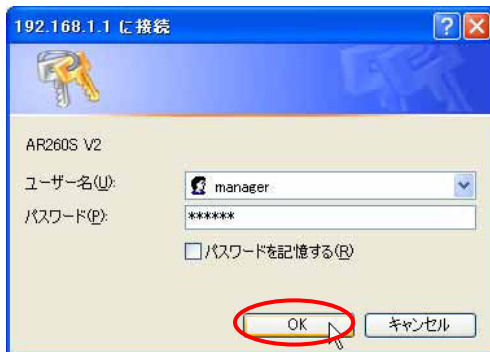 192.168.1.1 に接続
AR260S V2
ユーザー名(U):
manager
パスワード(P):
******
パスワードを記憶する(R)
OK
キャンセル